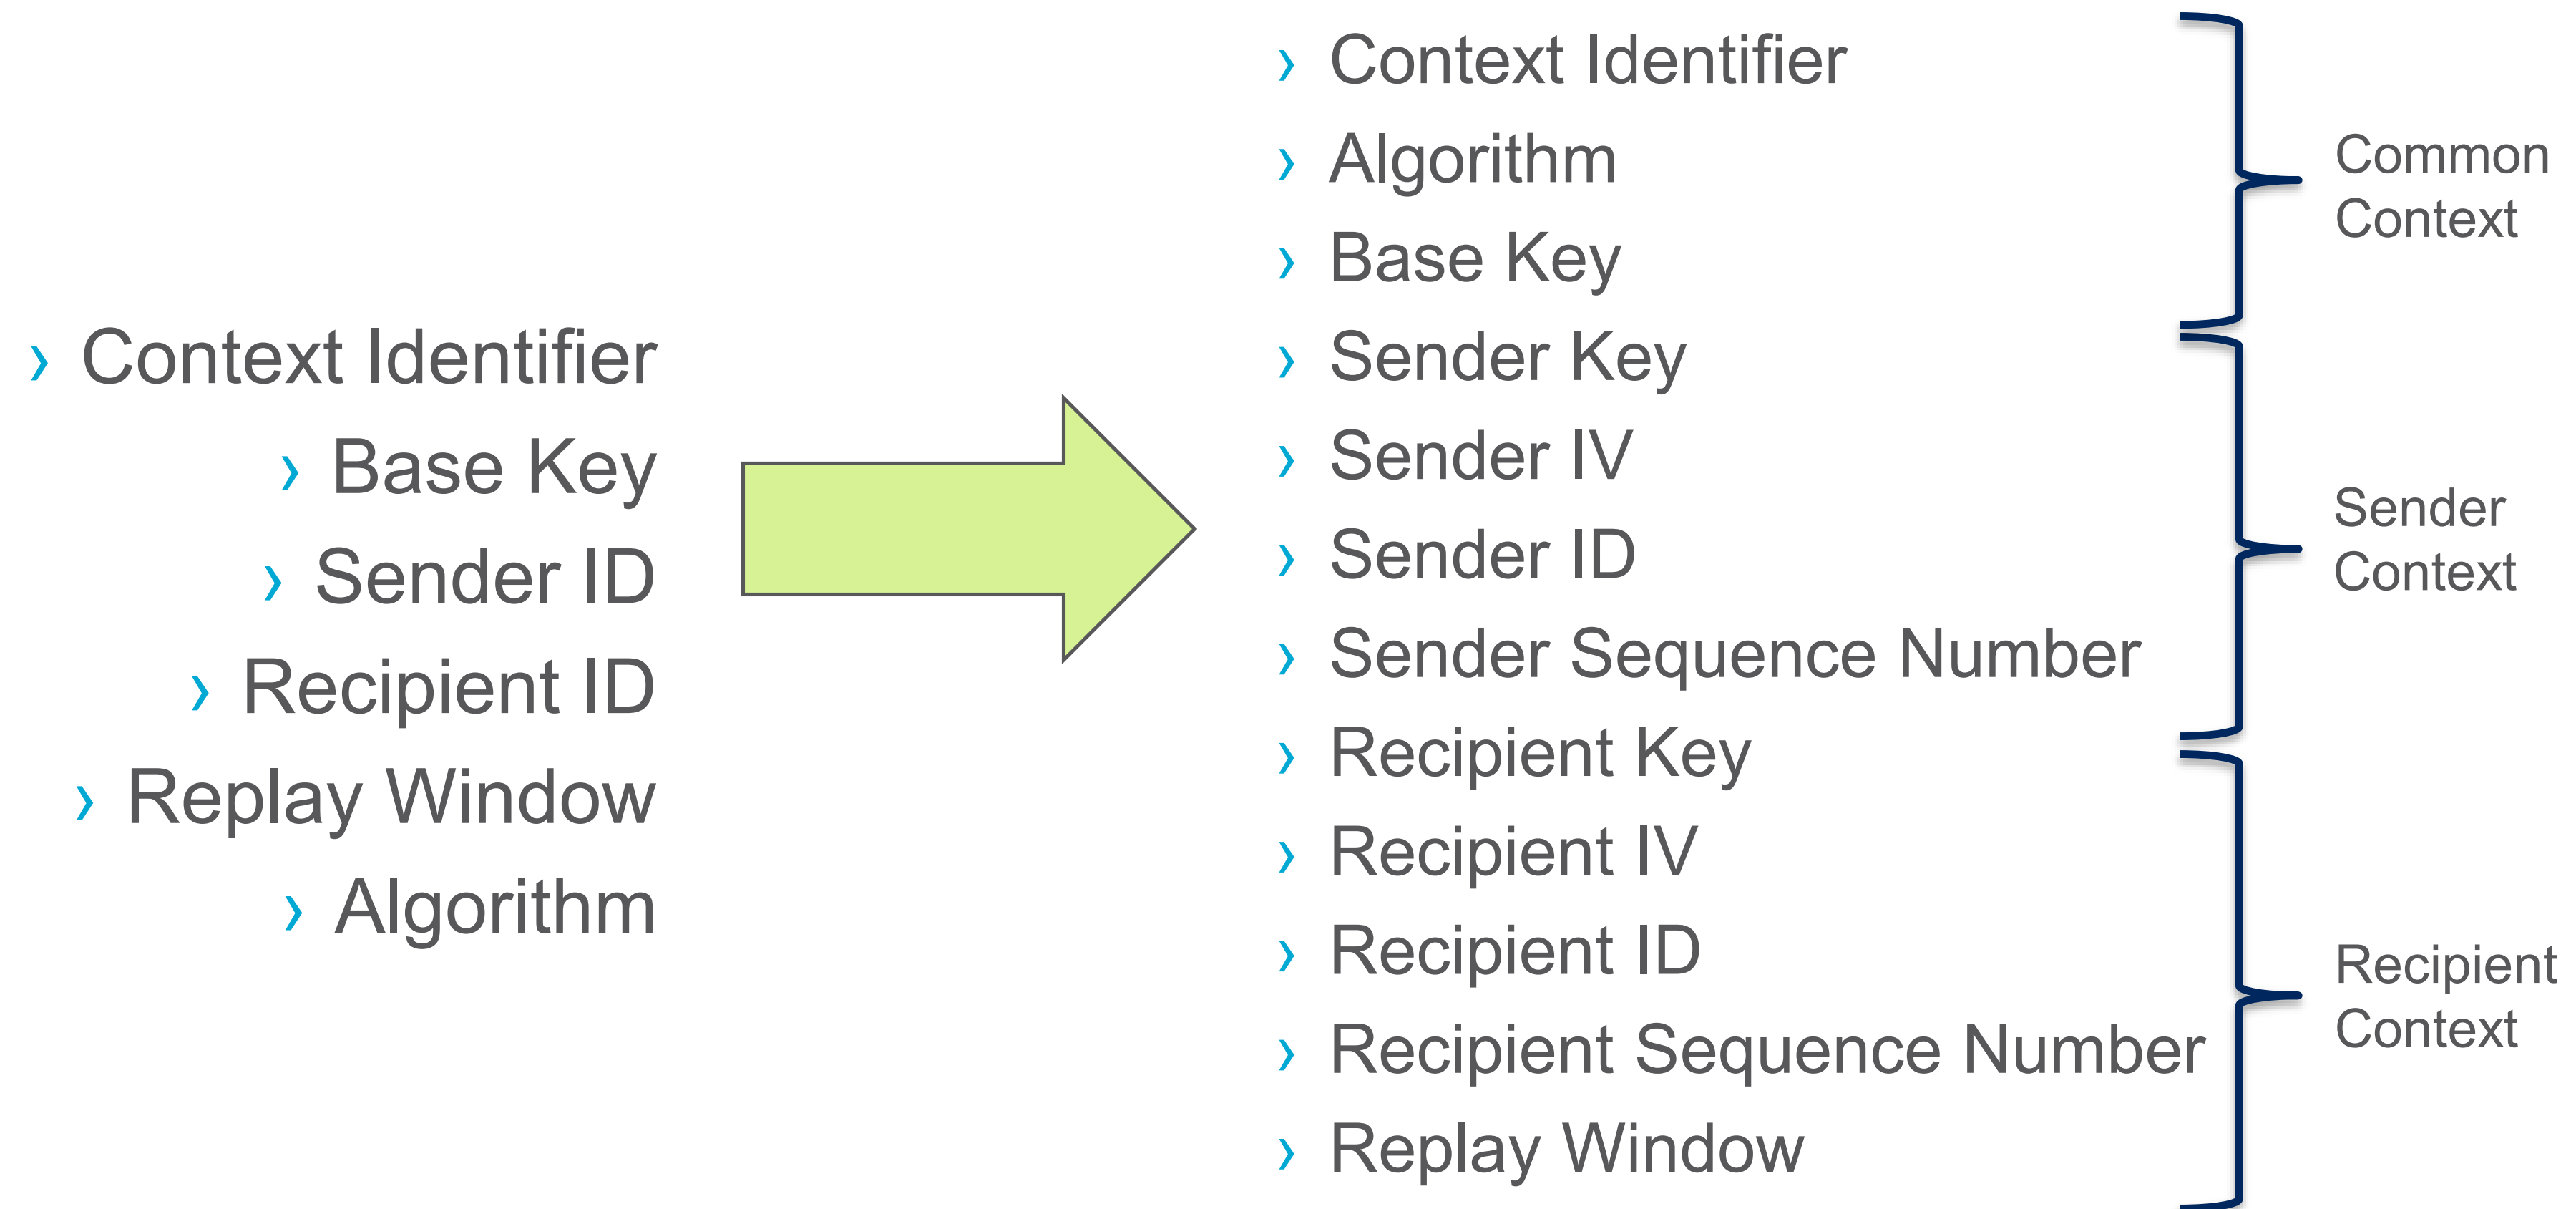 › Context Identifier
› Base Key
› Sender ID
› Recipient ID
› Replay Window
› Algorithm
› Context Identifier
› Algorithm
› Base Key
› Sender Key
› Sender IV
› Sender ID
› Sender Sequence Number
› Recipient Key
› Recipient IV
› Recipient ID
› Recipient Sequence Number
› Replay Window
Common
Context
Sender
Context
Recipient
Context